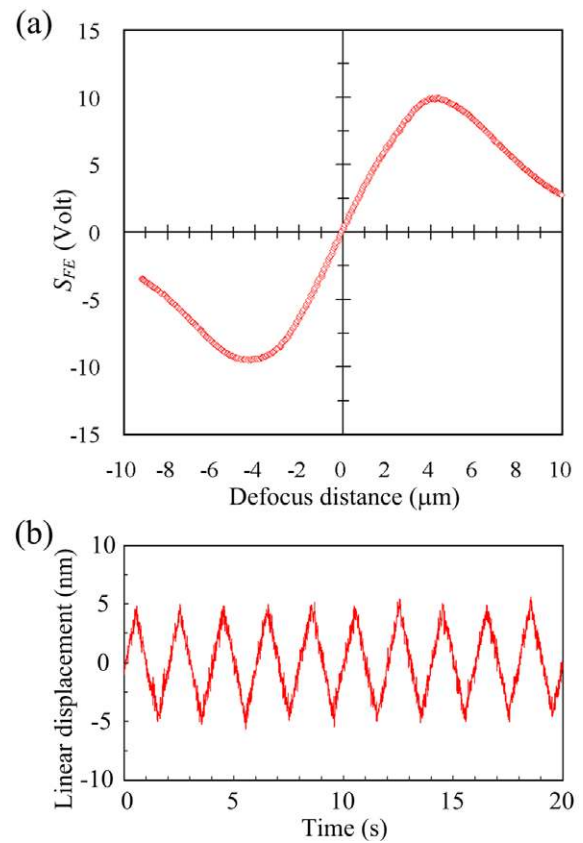 (a)
15
10
5
0
-5
-10
-15
S_FE (Volt)
-10 -8 -6 -4 -2 0 2 4 6 8 10
Defocus distance (μm)
(b)
10
5
0
-5
-10
Linear displacement (nm)
0 5 10 15 20
Time (s)